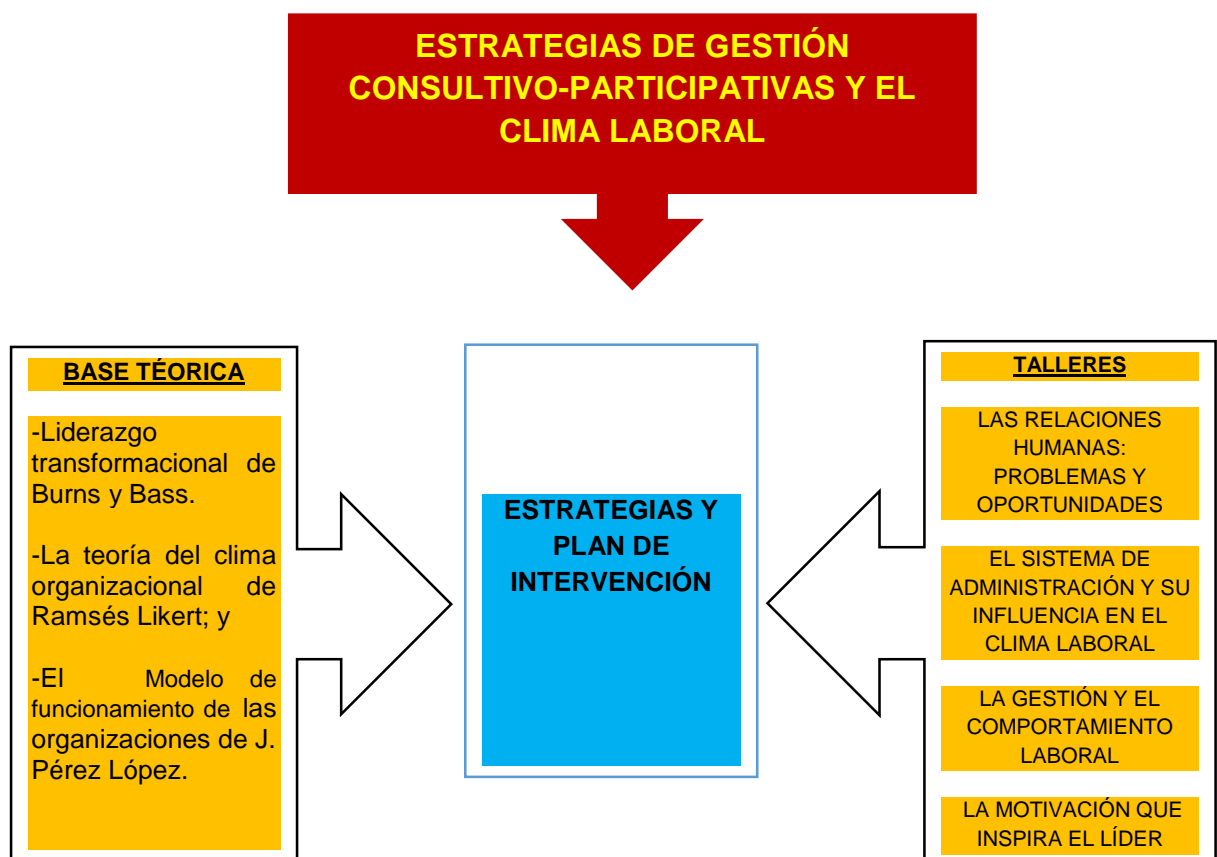 ESTRATEGIAS DE GESTIÓN
CONSULTIVO-PARTICIPATIVAS Y EL
CLIMA LABORAL
BASE TÉORICA
-Liderazgo
transformacional de
Burns y Bass.
-La teoría del clima
organizacional de
Ramsés Likert; y
-El Modelo de
funcionamiento de las
organizaciones de J.
Pérez López.
ESTRATEGIAS Y
PLAN DE
INTERVENCIÓN
TALLERES
LAS RELACIONES
HUMANAS:
PROBLEMAS Y
OPORTUNIDADES
EL SISTEMA DE
ADMINISTRACIÓN Y SU
INFLUENCIA EN EL
CLIMA LABORAL
LA GESTIÓN Y EL
COMPORTAMIENTO
LABORAL
LA MOTIVACIÓN QUE
INSPIRA EL LÍDER